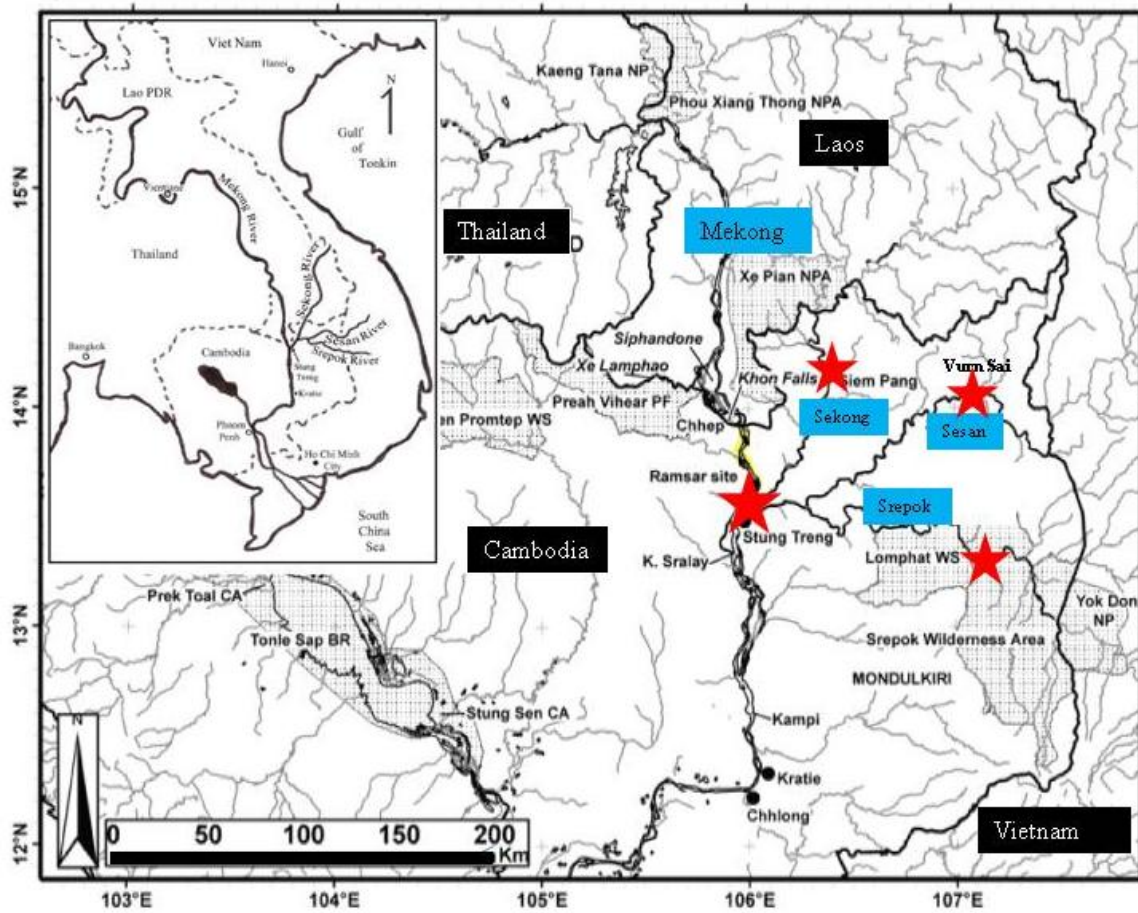 Viet Nam
Hanoi
Lao PDR
N
Gulf
of
Tonkin
Vientiane
Mekong River
Thailand
Sekong River
Sesan River
Srepok River
Bangkok
Cambodia
Stung
Treng
Kratie
Phnom
Penh
Ho Chi Minh
City
South
China
Sea
Kaeng Tana NP
Phou Xiang Thong NPA
Laos
15°N
Thailand
D
Mekong
Xe Pian NPA
Siphandone
Xe Lamphao
Khon Falls
Siem Pang
Vurn Sai
14°N
Preah Vihear PF
Sekong
Sesan
en Promtep WS
Chhep
Ramsar site
Srepok
Stung Treng
Cambodia
K. Sralay
Lomphat WS
13°N
Prek Toal CA
Yok Don
NP
Tonle Sap BR
Srepok Wilderness Area
MONDULKIRI
Stung Sen CA
Kampi
Kratie
Chhlong
0 50 100 150 200
Km
Vietnam
12°N
103°E 104°E 105°E 106°E 107°E